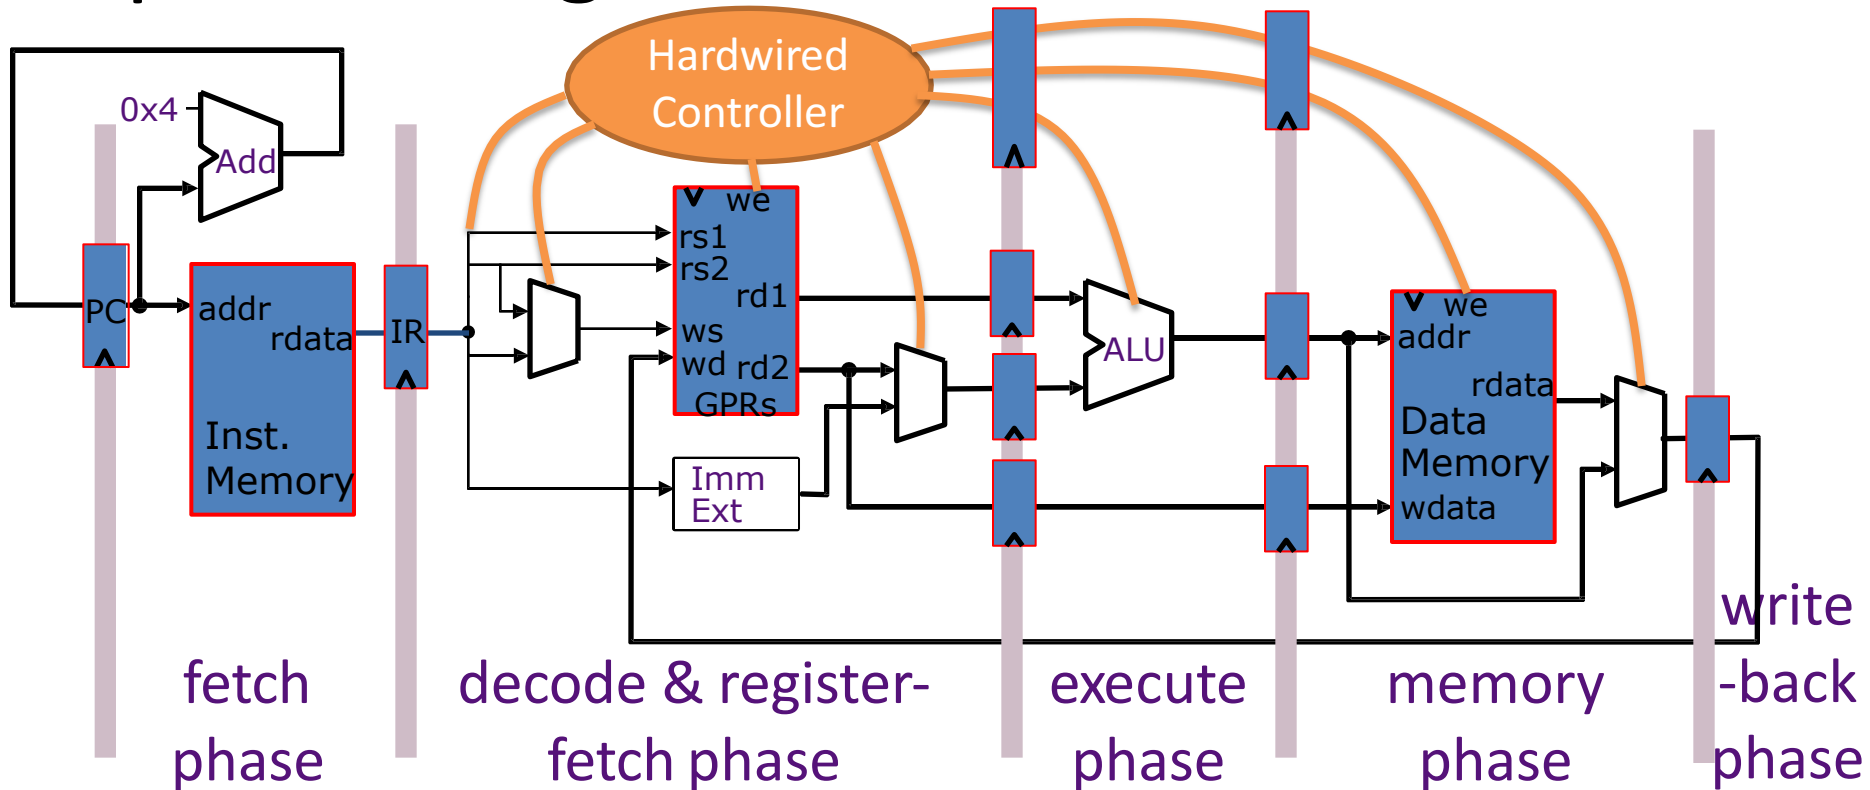 Hardwired
Controller
0x4
Add
PC
addr
rdata
Inst.
Memory
IR
we
rs1
rs2
rd1
ws
wd
rd2
GPRs
Imm
Ext
ALU
we
addr
rdata
Data
Memory
wdata
fetch
phase
decode & register-
fetch phase
execute
phase
memory
phase
write
-back
phase